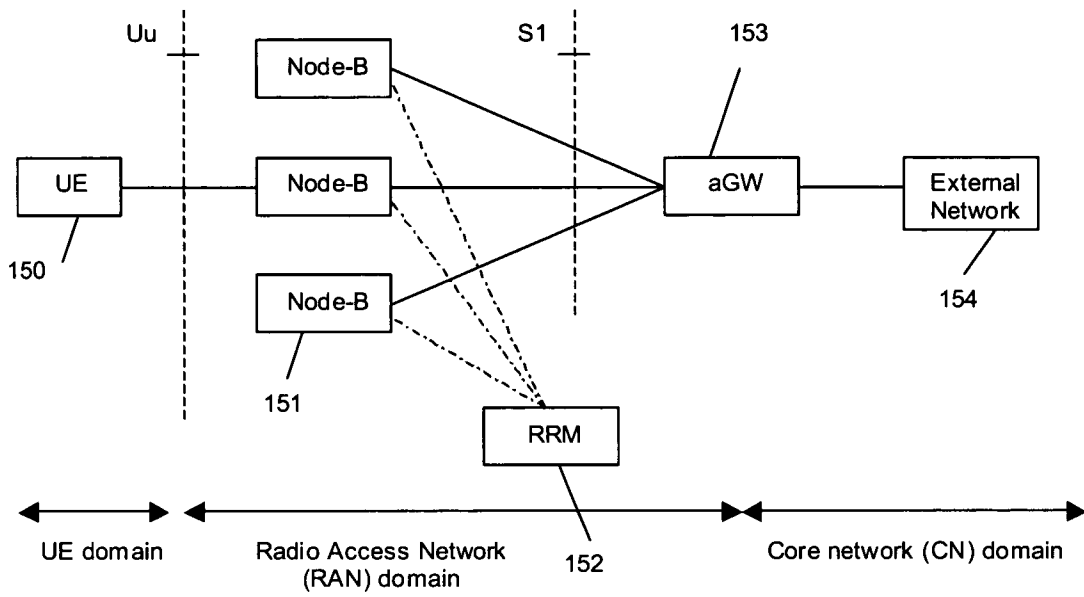 Uu
S1
153
Node-B
UE
Node-B
aGW
External
Network
150
Node-B
154
151
RRM
UE domain
Radio Access Network
(RAN) domain
152
Core network (CN) domain